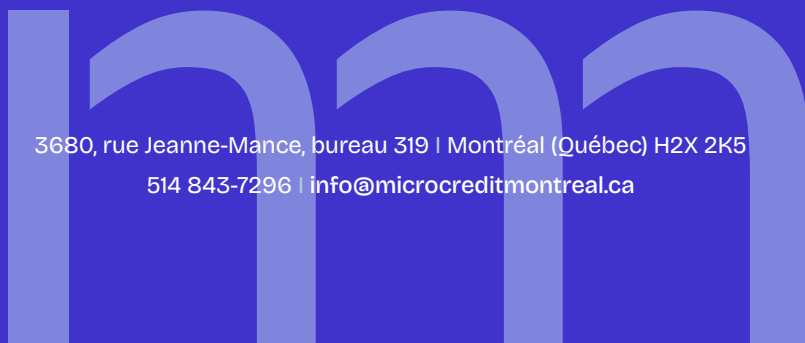 3680, rue Jeanne-Mance, bureau 319 | Montréal (Québec) H2X 2K5
514 843-7296 | info@microcreditmontreal.ca